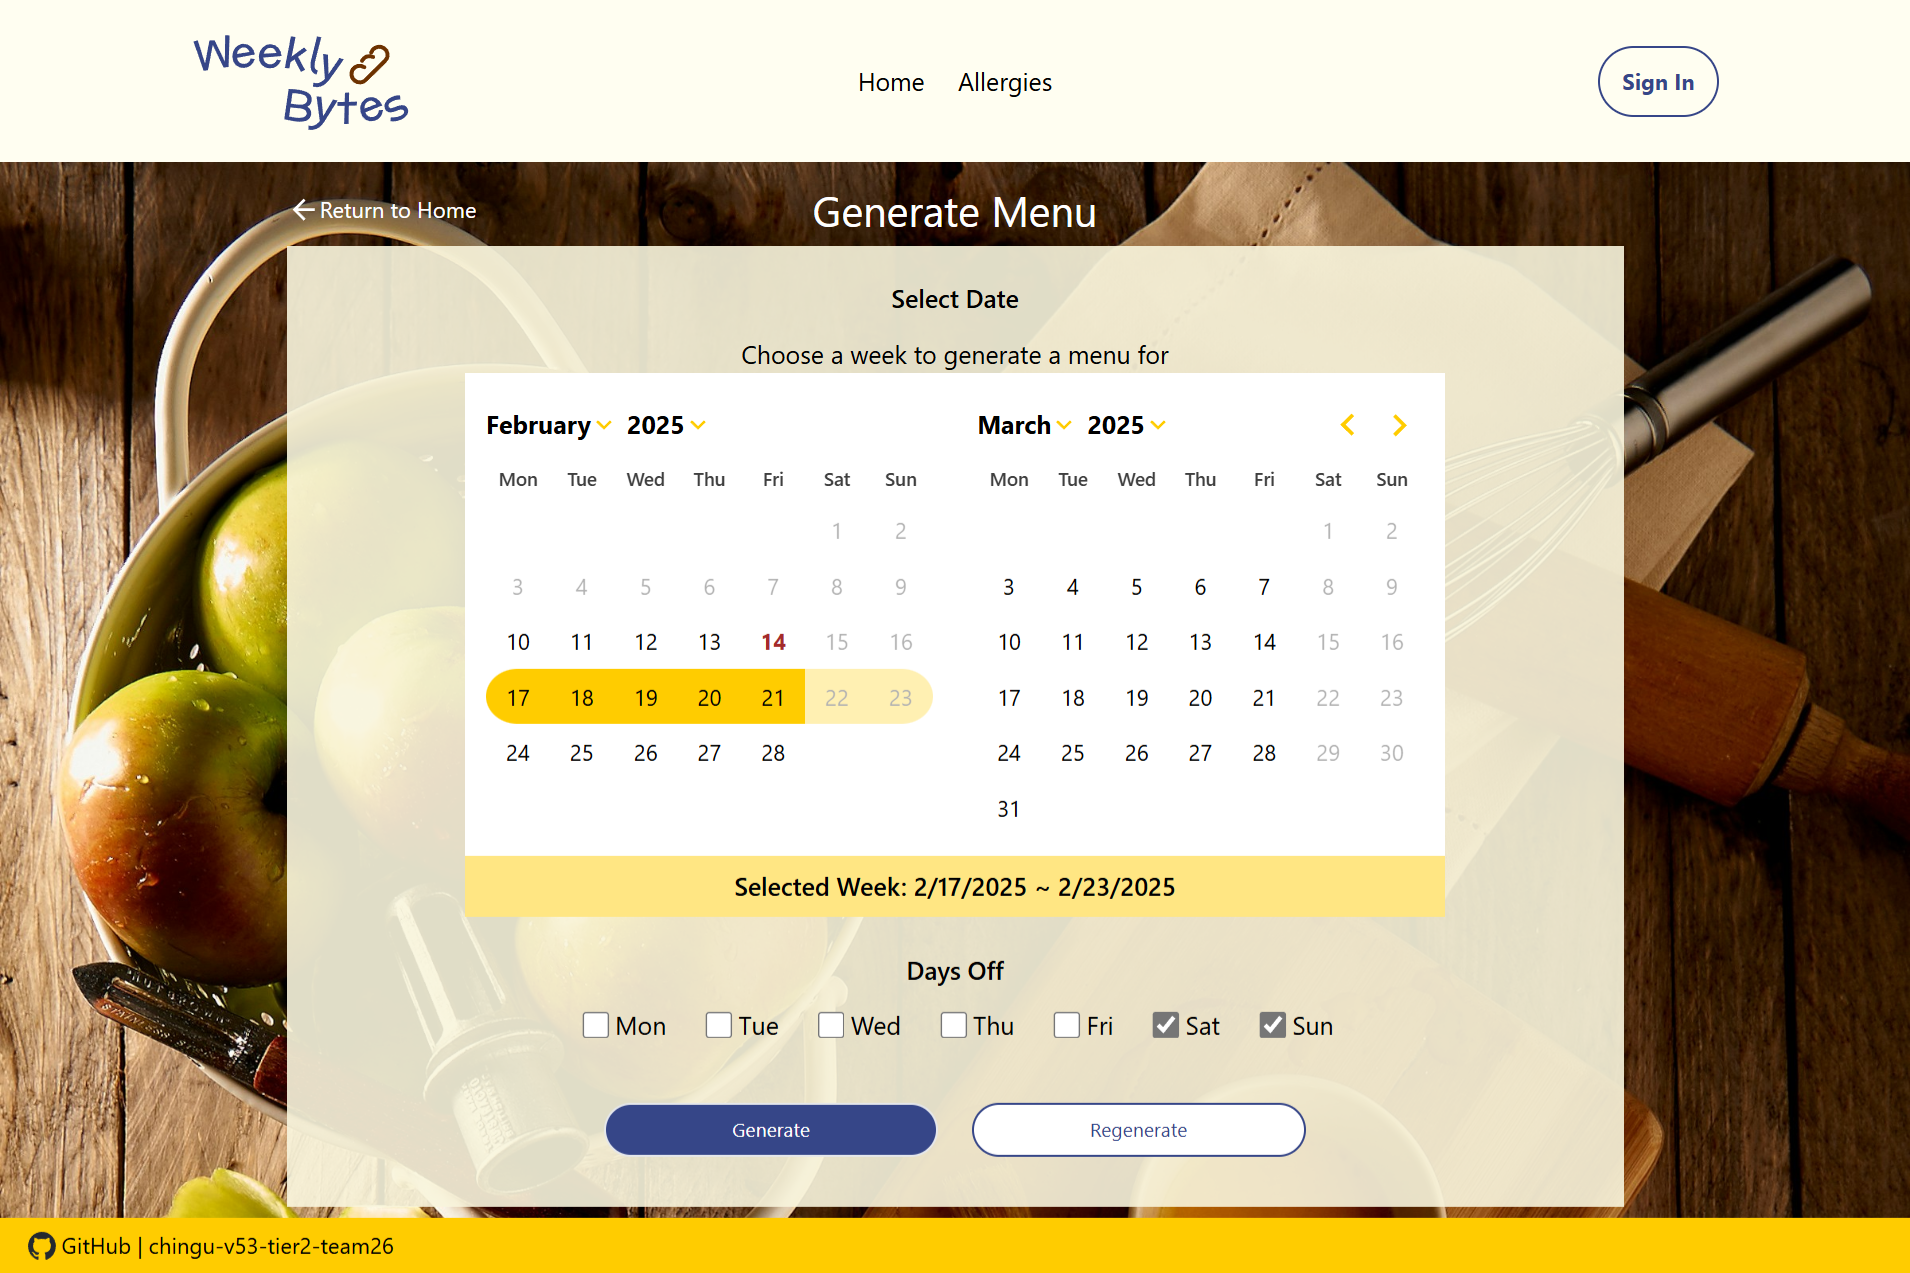 Weekly
Bytes
Home Allergies
Sign In
Return to Home
Generate Menu
Select Date
Choose a week to generate a menu for
February 2025
Mon Tue Wed Thu Fri Sat Sun
1 2
3 4 5 6 7 8 9
10 11 12 13 14 15 16
17 18 19 20 21 22 23
24 25 26 27 28
March 2025
Mon Tue Wed Thu Fri Sat Sun
1 2
3 4 5 6 7 8 9
10 11 12 13 14 15 16
17 18 19 20 21 22 23
24 25 26 27 28 29 30
31
Selected Week: 2/17/2025 ~ 2/23/2025
Days Off
Mon Tue Wed Thu Fri Sat Sun
Generate Regenerate
GitHub | chingu-v53-tier2-team26